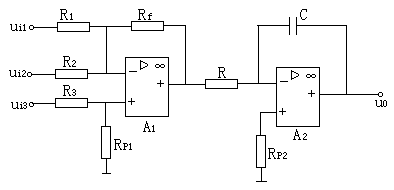 ui1
R1
Rf
C
ui2
R2
− ▷ ∞
+
R
− ▷ ∞
+
ui3
R3
A1
A2
u0
RP1
RP2